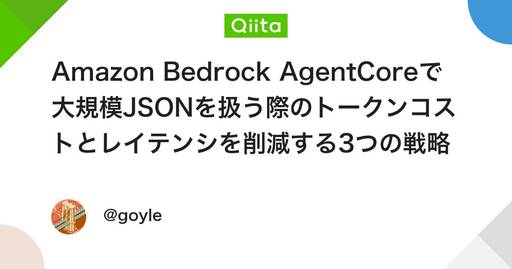 Qiita
Amazon Bedrock AgentCoreで
大規模JSONを扱う際のトークンコス
トとレイテンシを削減する3つの戦略
@goyle